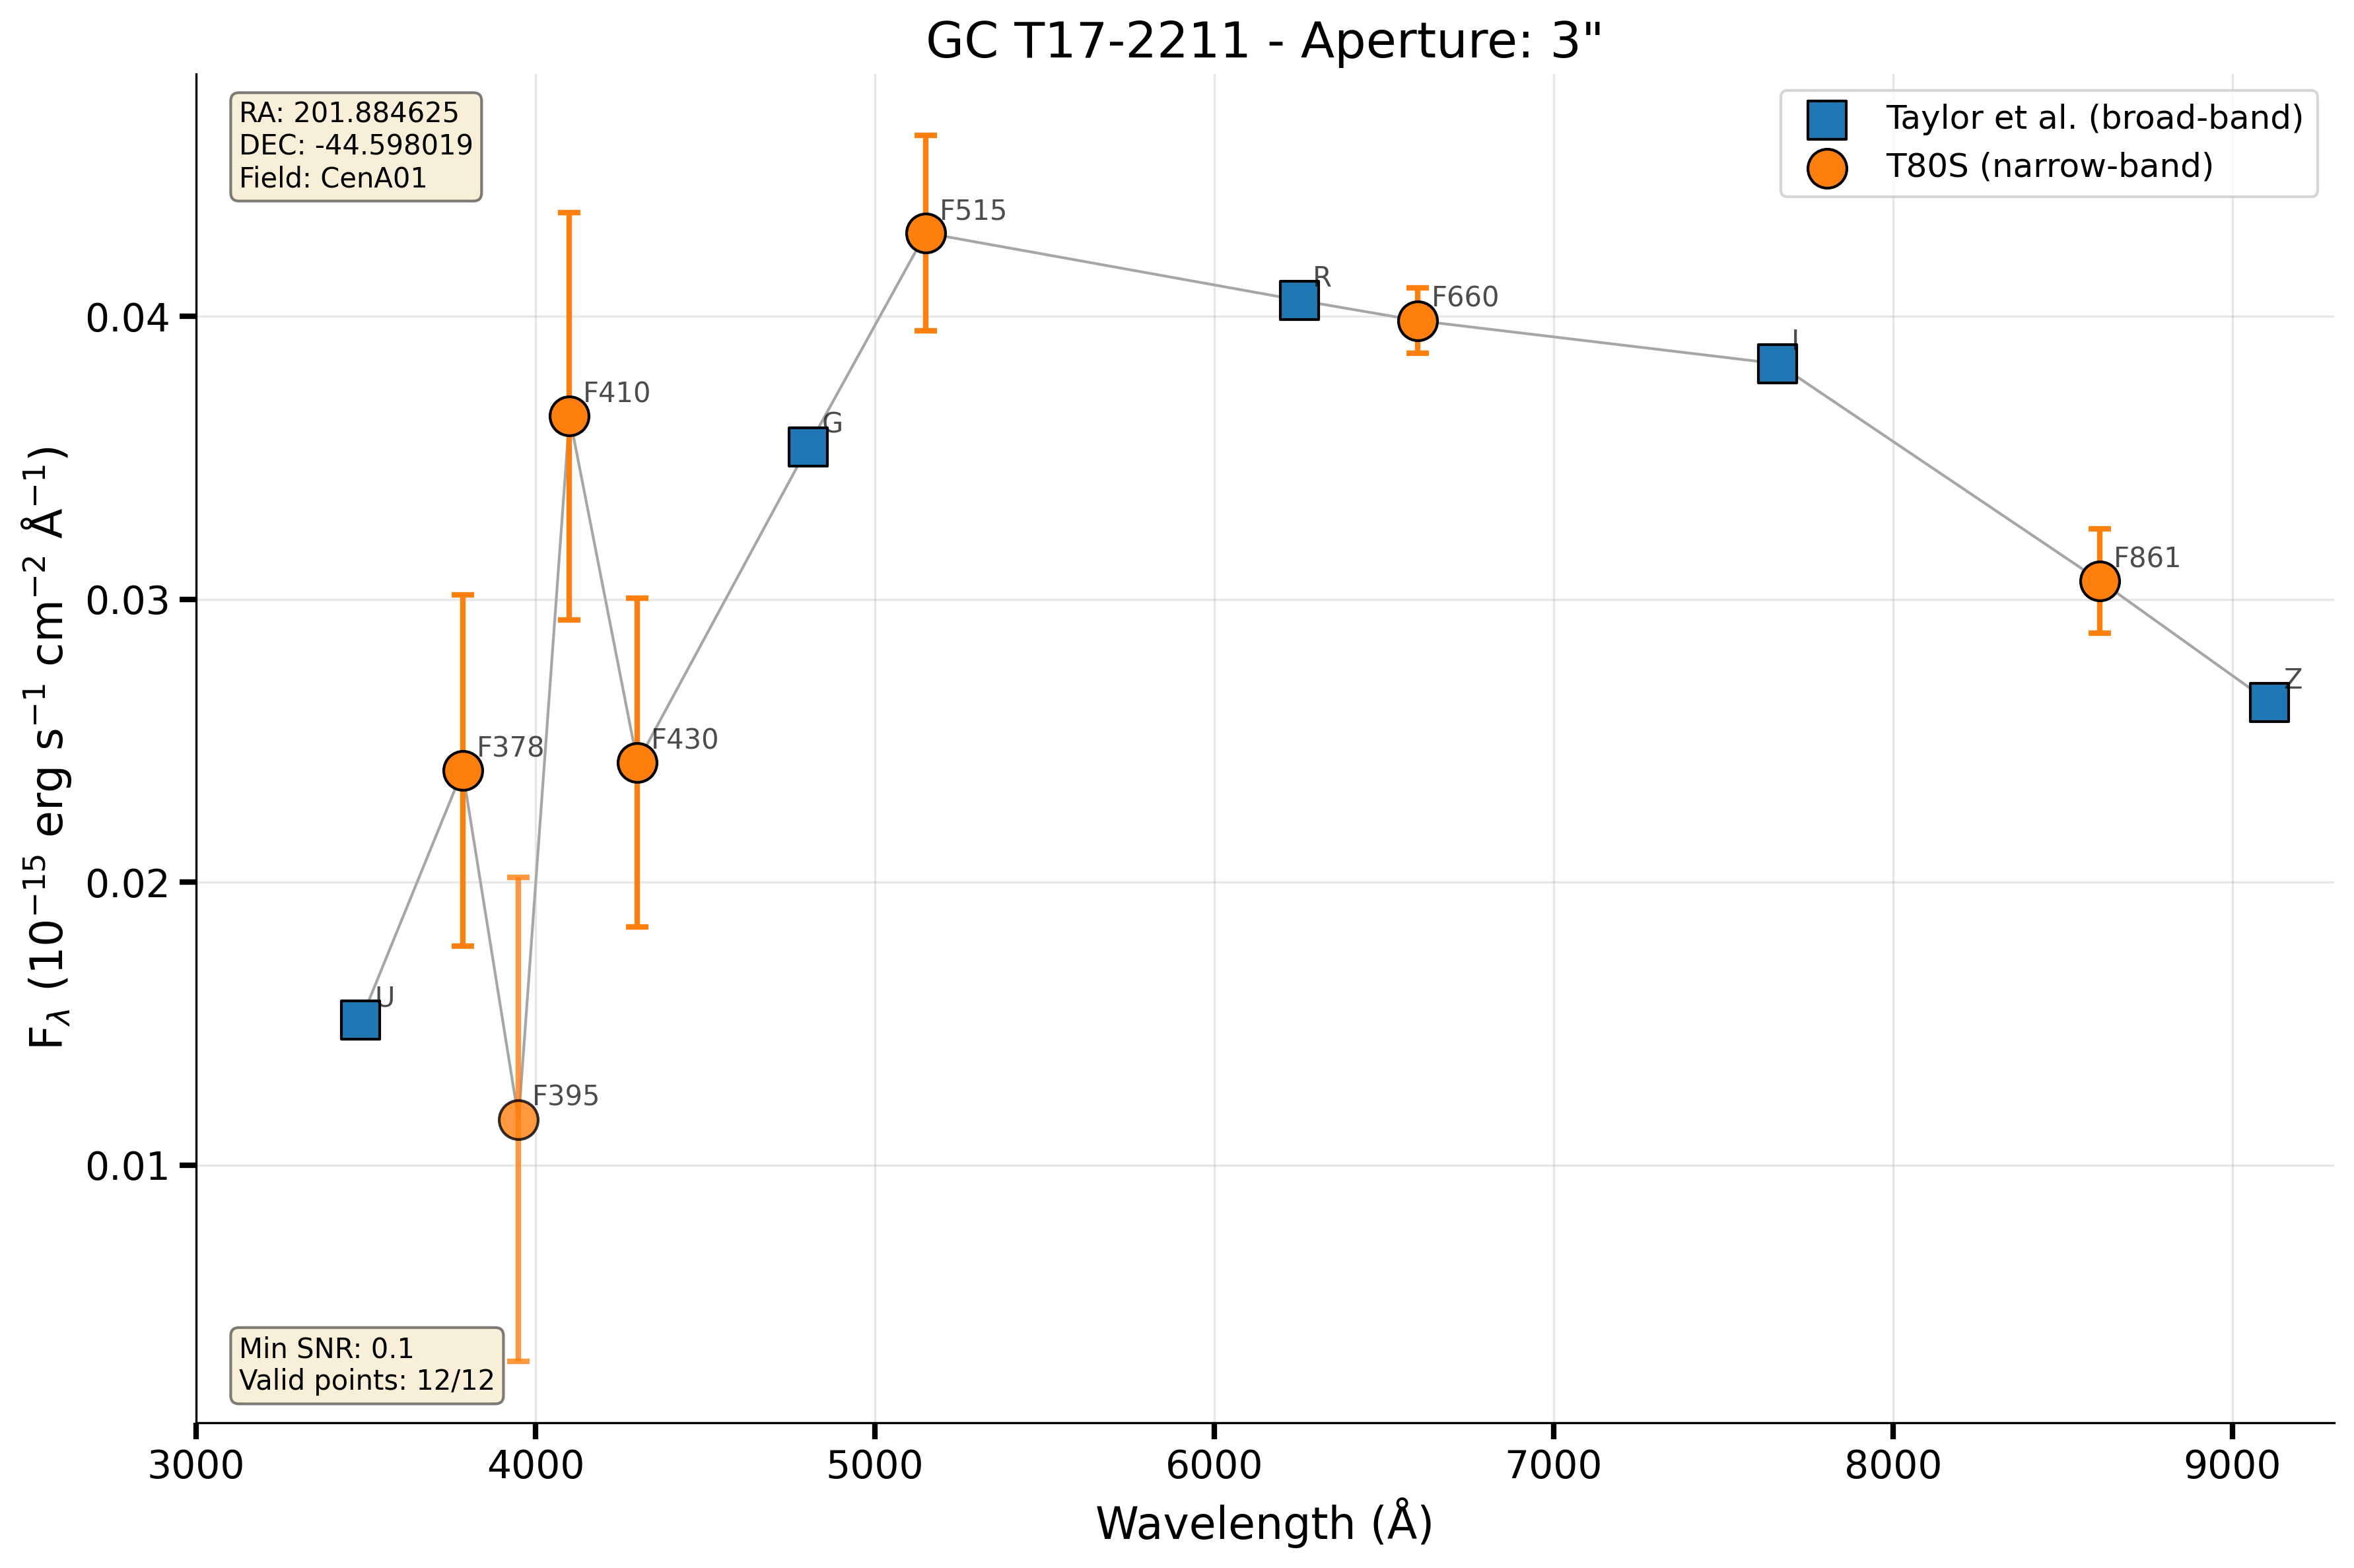 GC T17-2211 - Aperture: 3"
RA: 201.884625
DEC: -44.598019
Field: CenA01
Taylor et al. (broad-band)
T80S (narrow-band)
F515
R
F660
I
F410
G
F861
F378
F430
Z
U
F395
0.04
0.03
0.02
0.01
F_λ (10⁻¹⁵ erg s⁻¹ cm⁻² Å⁻¹)
Min SNR: 0.1
Valid points: 12/12
3000 4000 5000 6000 7000 8000 9000
Wavelength (Å)